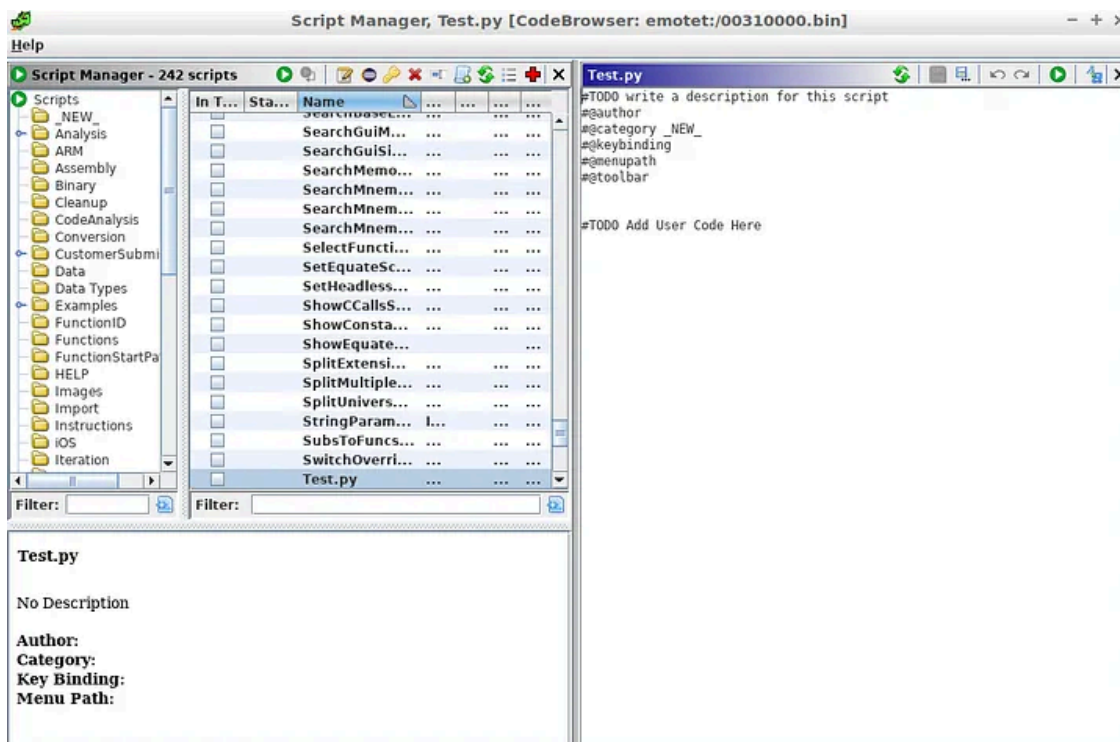 Script Manager, Test.py [CodeBrowser: emotet:/00310000.bin]
Help
Script Manager - 242 scripts
Scripts
_NEW_
Analysis
ARM
Assembly
Binary
Cleanup
CodeAnalysis
Conversion
CustomerSubmi
Data
Data Types
Examples
FunctionID
Functions
FunctionStartPa
HELP
Images
Import
Instructions
iOS
Iteration
Filter:
In T... Sta... Name ... ... ... ...
SearchGuiM... ... ... ...
SearchGuiSi... ... ... ...
SearchMemo... ... ... ...
SearchMnem... ... ... ...
SearchMnem... ... ... ...
SearchMnem... ... ... ...
SelectFuncti... ... ... ...
SetEquateSc... ... ... ...
SetHeadless... ... ... ...
ShowCCallsS... ... ... ...
ShowConsta... ... ... ...
ShowEquate... ...
SplitExtensi... ... ... ...
SplitMultiple... ... ... ...
SplitUnivers... ... ... ...
StringParam... I... ... ...
SubsToFuncs... ... ... ...
SwitchOverri... ... ... ...
Test.py ... ... ...
Filter:
Test.py
No Description
Author:
Category:
Key Binding:
Menu Path:
Test.py
#TODO write a description for this script
#@author
#@category _NEW_
#@keybinding
#@menupath
#@toolbar
#TODO Add User Code Here